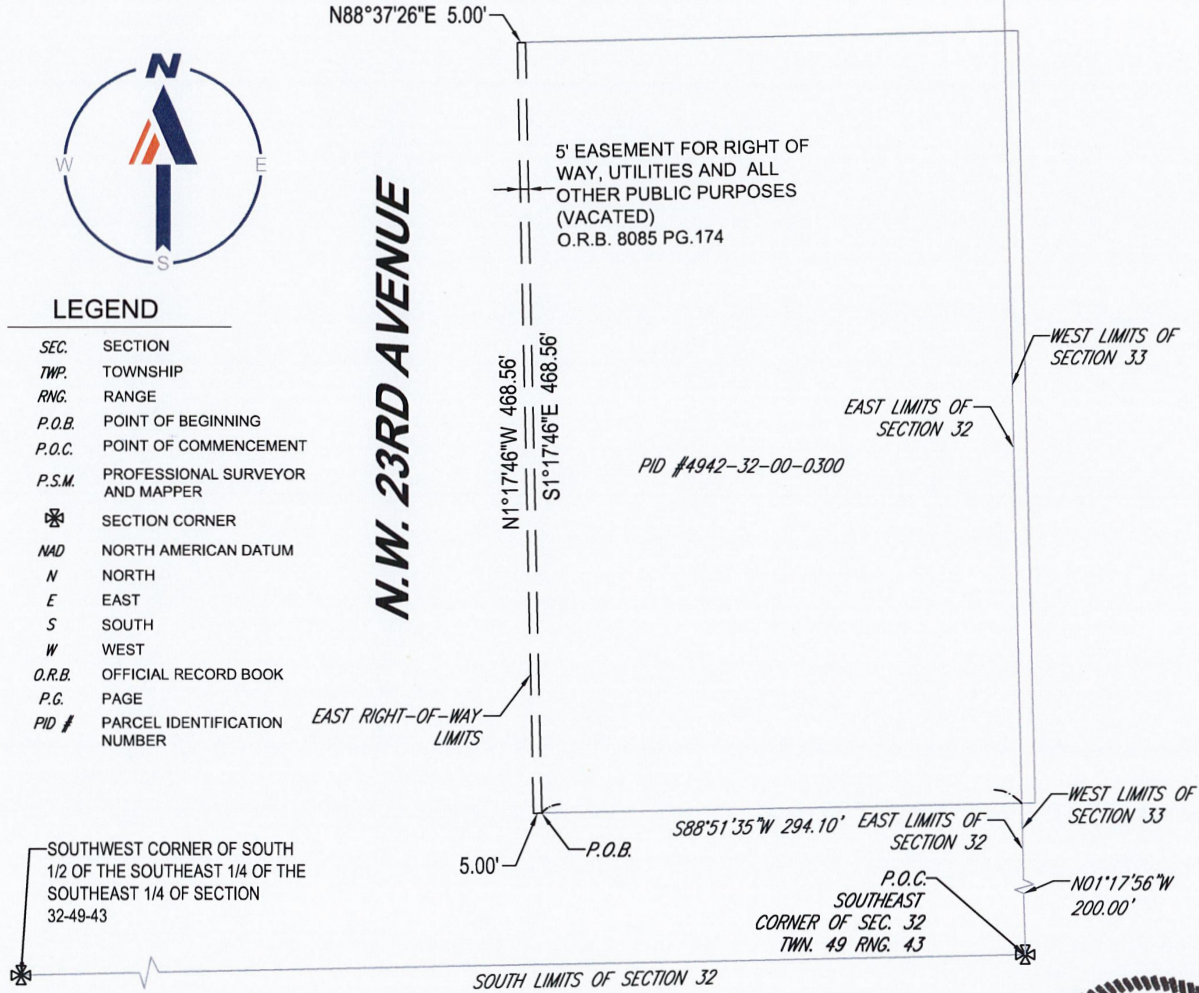 N88°37'26"E 5.00'
N
W
E
S
5' EASEMENT FOR RIGHT OF
WAY, UTILITIES AND ALL
OTHER PUBLIC PURPOSES
(VACATED)
O.R.B. 8085 PG.174
N.W. 23RD AVENUE
LEGEND
SEC. SECTION
TWP. TOWNSHIP
RNG. RANGE
P.O.B. POINT OF BEGINNING
P.O.C. POINT OF COMMENCEMENT
P.S.M. PROFESSIONAL SURVEYOR
AND MAPPER
SECTION CORNER
NAD NORTH AMERICAN DATUM
N NORTH
E EAST
S SOUTH
W WEST
O.R.B. OFFICIAL RECORD BOOK
P.G. PAGE
PID # PARCEL IDENTIFICATION
NUMBER
N1°17'46"W 468.56'
S1°17'46"E 468.56'
WEST LIMITS OF
SECTION 33
EAST LIMITS OF
SECTION 32
PID #4942-32-00-0300
EAST RIGHT-OF-WAY
LIMITS
WEST LIMITS OF
SECTION 33
S88°51'35"W 294.10'
EAST LIMITS OF
SECTION 32
5.00'
P.O.B.
SOUTHWEST CORNER OF SOUTH
1/2 OF THE SOUTHEAST 1/4 OF THE
SOUTHEAST 1/4 OF SECTION
32-49-43
P.O.C.
SOUTHEAST
CORNER OF SEC. 32
TWN. 49 RNG. 43
N01°17'56"W
200.00'
SOUTH LIMITS OF SECTION 32